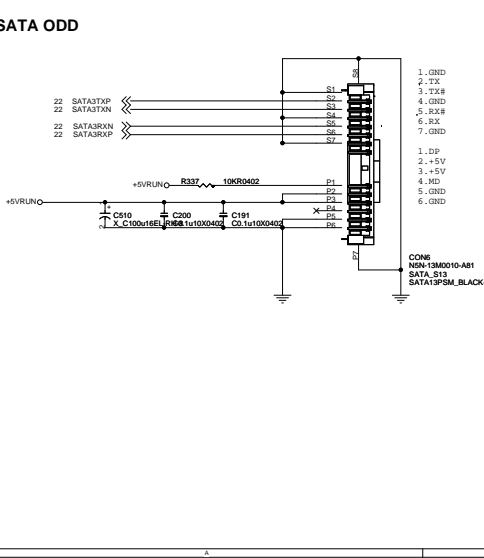 SATA ODD
S8
1.GND
2.TX
3.TX#
4.GND
5.RX#
6.RX
7.GND
1.DP
2.+5V
3.+5V
4.MD
5.GND
6.GND
22 SATA3TXP
22 SATA3TXN
22 SATA3RXN
22 SATA3RXP
S1
S2
S3
S4
S5
S6
S7
+5VRUN R337 10KR0402
+5VRUN
P1
P2
P3
P4
P5
P6
+
2
C510
C200
C0.1u10X0402
C191
C0.1u10X0402
P7
CON6
N5N-13M0010-A81
SATA_S13
SATA13PSM_BLACK
A